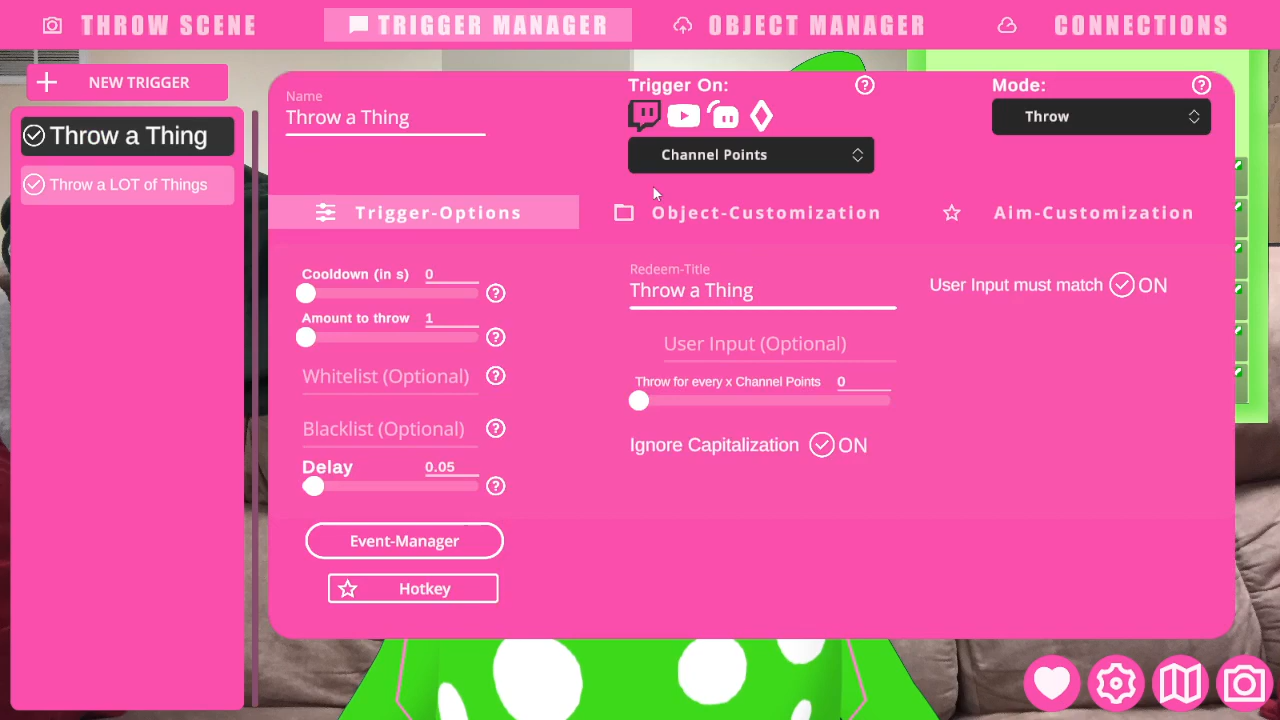 THROW SCENE
TRIGGER MANAGER
OBJECT MANAGER
CONNECTIONS
NEW TRIGGER
Throw a Thing
Throw a LOT of Things
Name
Throw a Thing
Trigger On:
Channel Points
Mode:
Throw
Trigger-Options
Object-Customization
Aim-Customization
Cooldown (in s) 0
Amount to throw 1
Whitelist (Optional)
Blacklist (Optional)
Delay 0.05
Event-Manager
Hotkey
Redeem-Title
Throw a Thing
User Input (Optional)
Throw for every x Channel Points 0
Ignore Capitalization ON
User Input must match ON